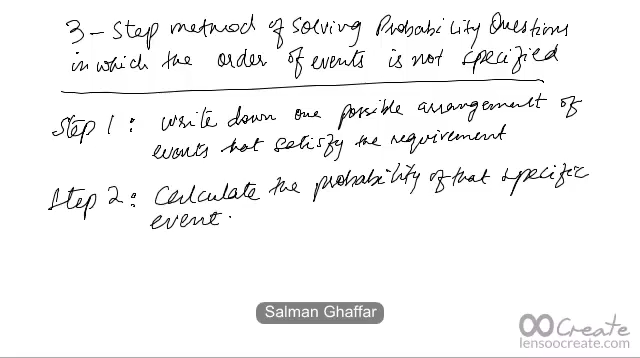 3-Step method of solving Probability Questions
in which the order of events is not specified
Step 1: Write down one possible arrangement of
events that satisfy the requirement
Step 2: Calculate the probability of that specific
event.
Salman Ghaffar
Create
lensoocreate.com